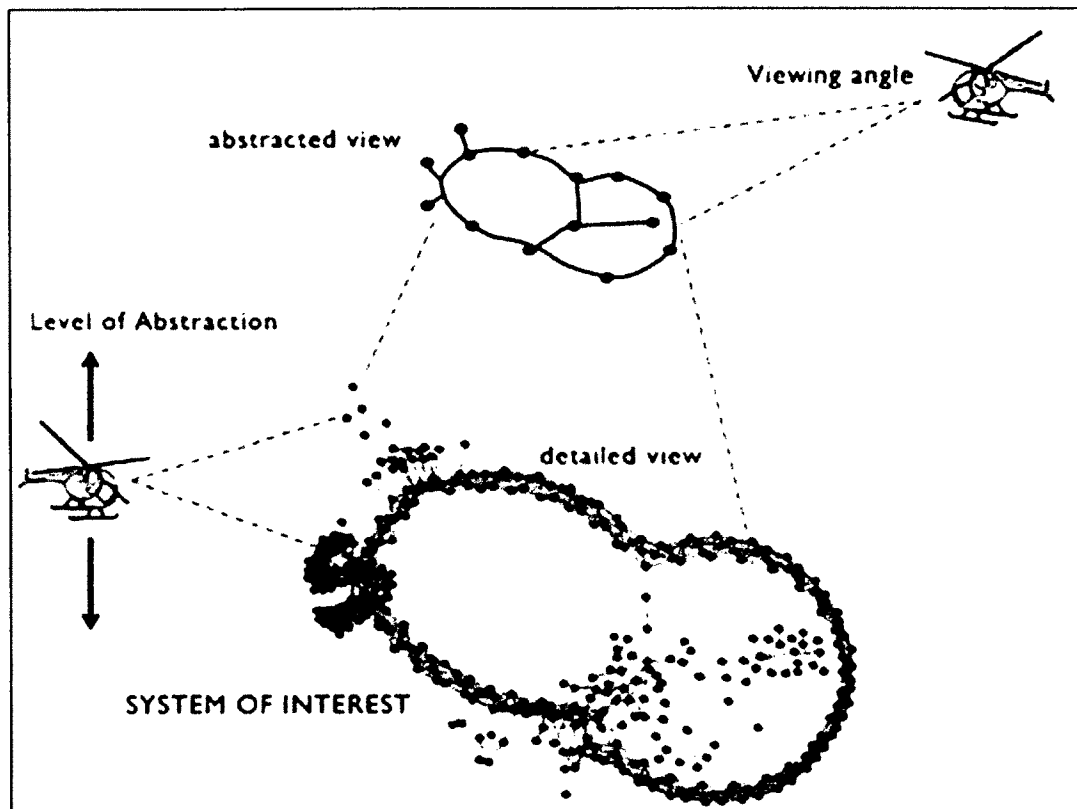 Viewing angle
abstracted view
Level of Abstraction
detailed view
SYSTEM OF INTEREST